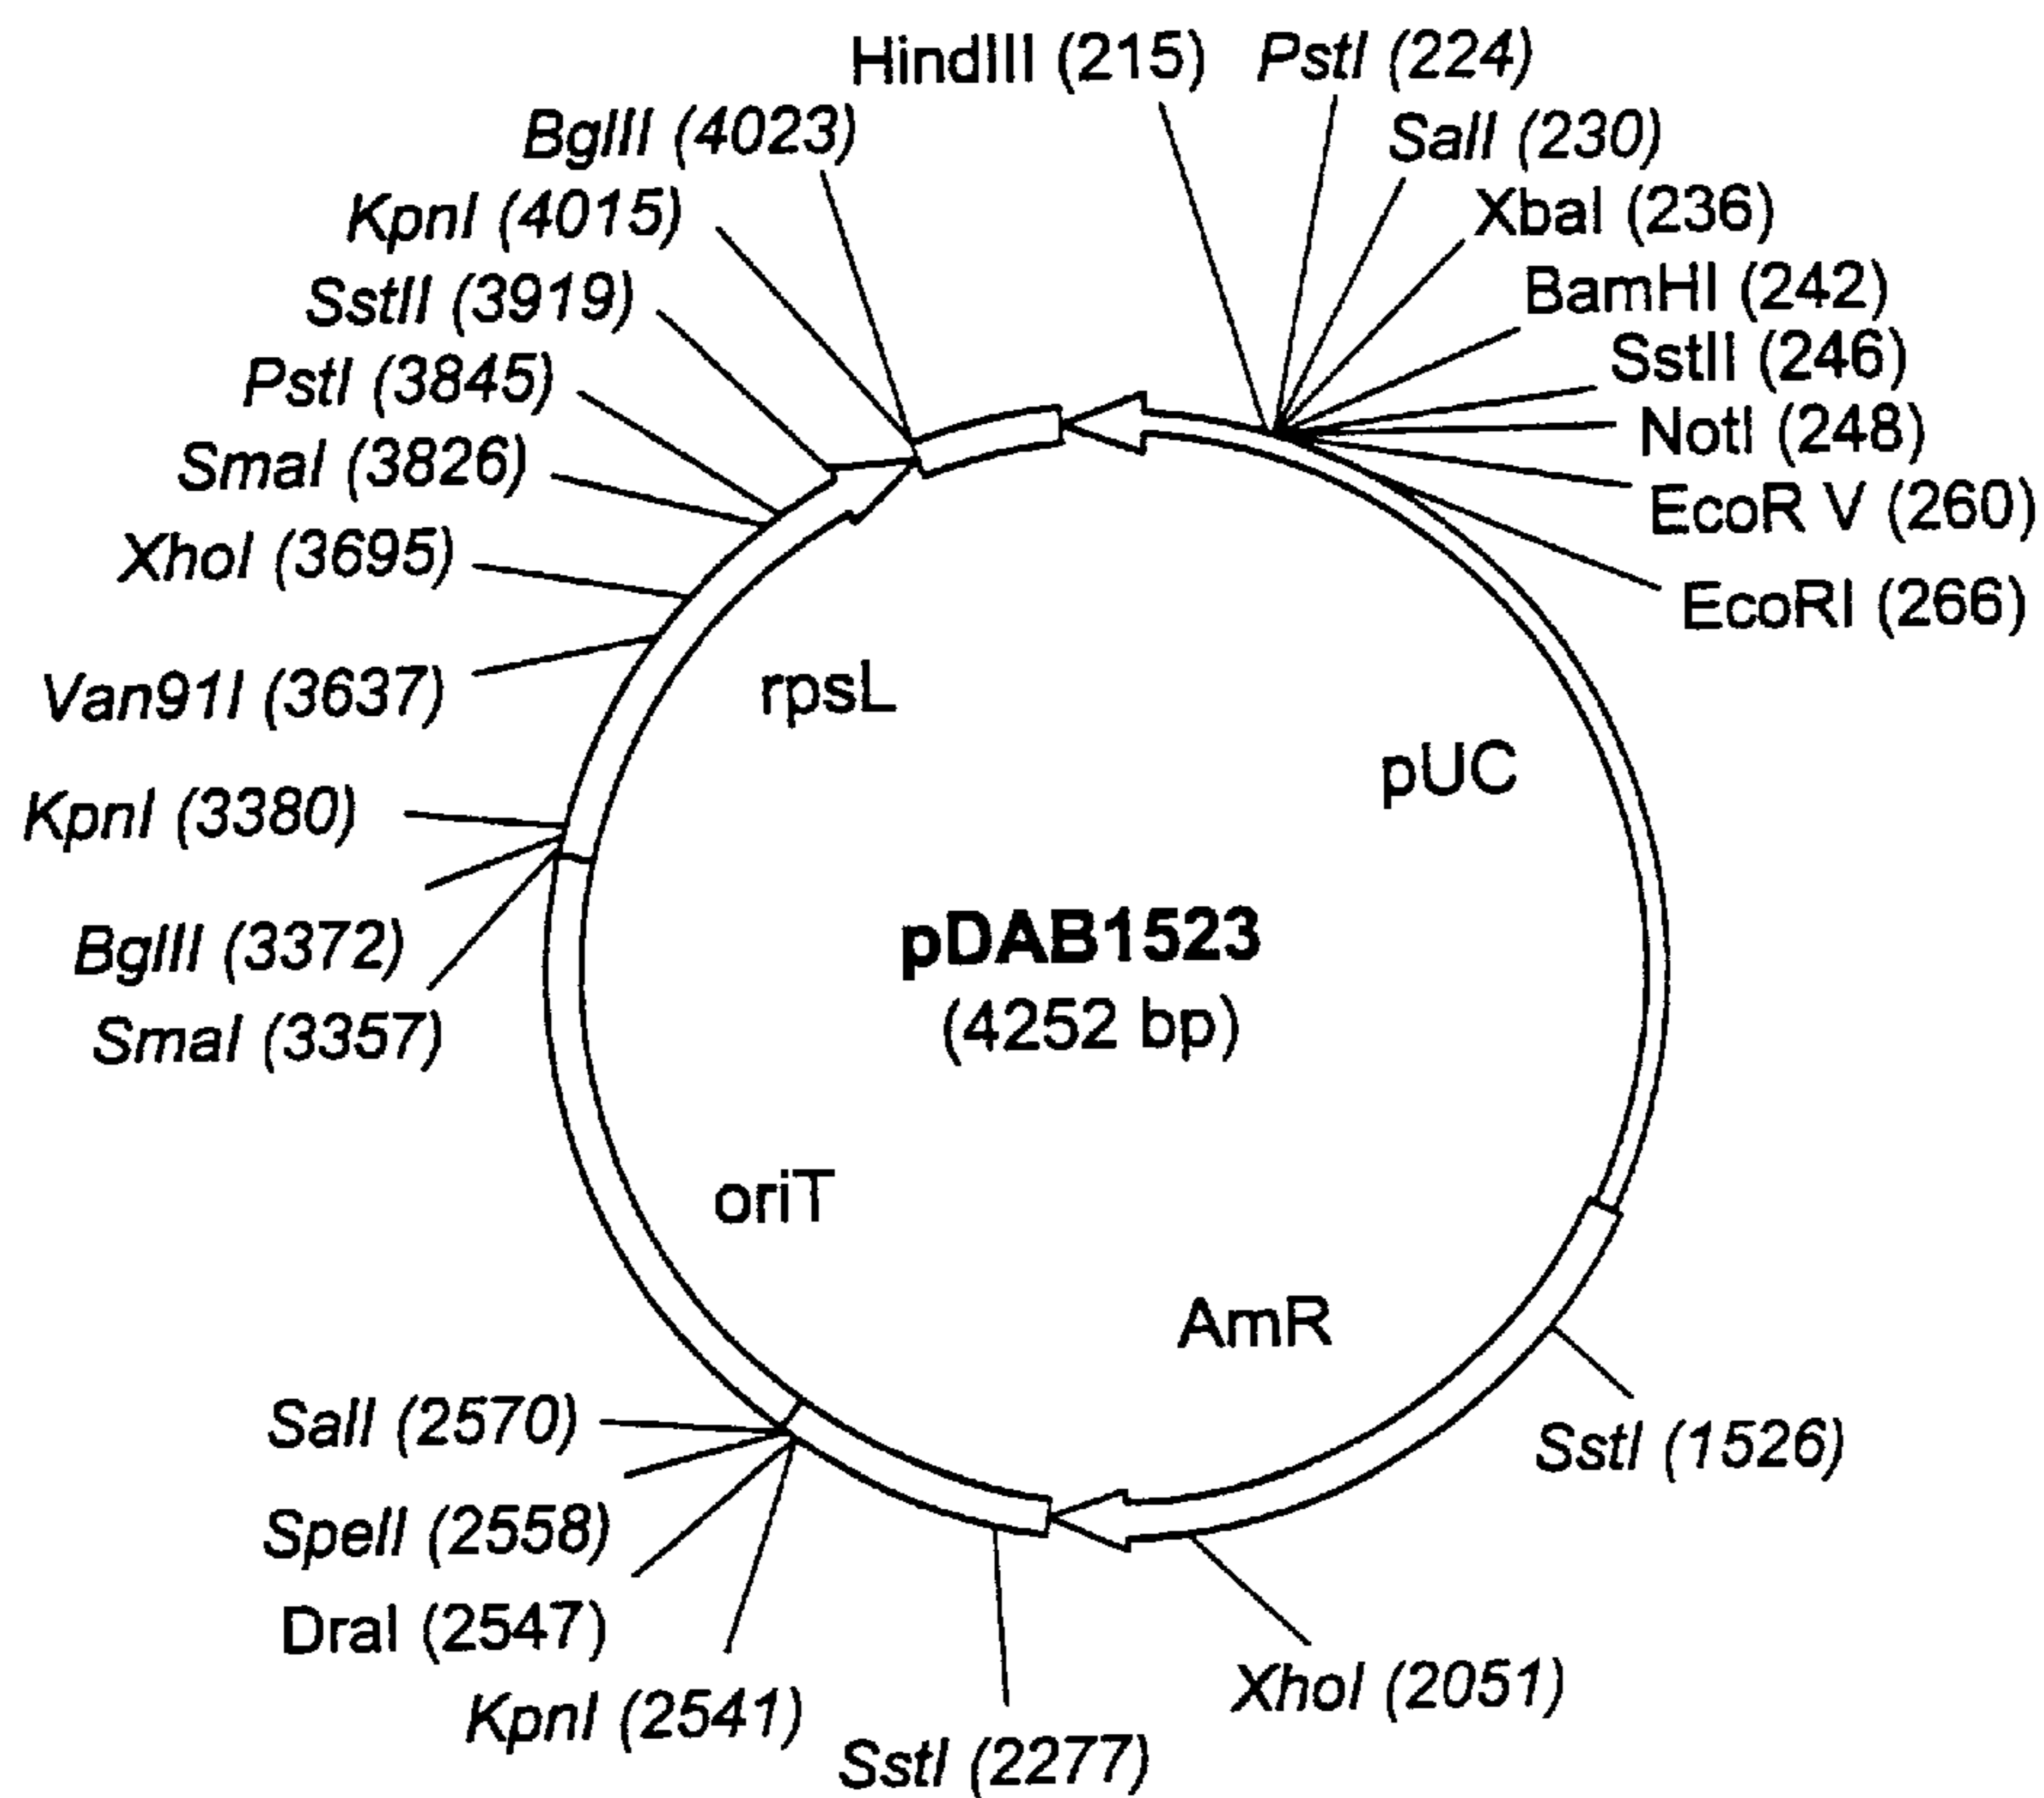 HindIII (215)
PstI (224)
SalI (230)
XbaI (236)
BamHI (242)
SstII (246)
NotI (248)
EcoR V (260)
EcoRI (266)
BglII (4023)
KpnI (4015)
SstII (3919)
PstI (3845)
SmaI (3826)
XhoI (3695)
Van91I (3637)
KpnI (3380)
BglII (3372)
SmaI (3357)
rpsL
pUC
pDAB1523
(4252 bp)
oriT
AmR
SalI (2570)
SpeII (2558)
DraI (2547)
KpnI (2541)
SstI (2277)
XhoI (2051)
SstI (1526)